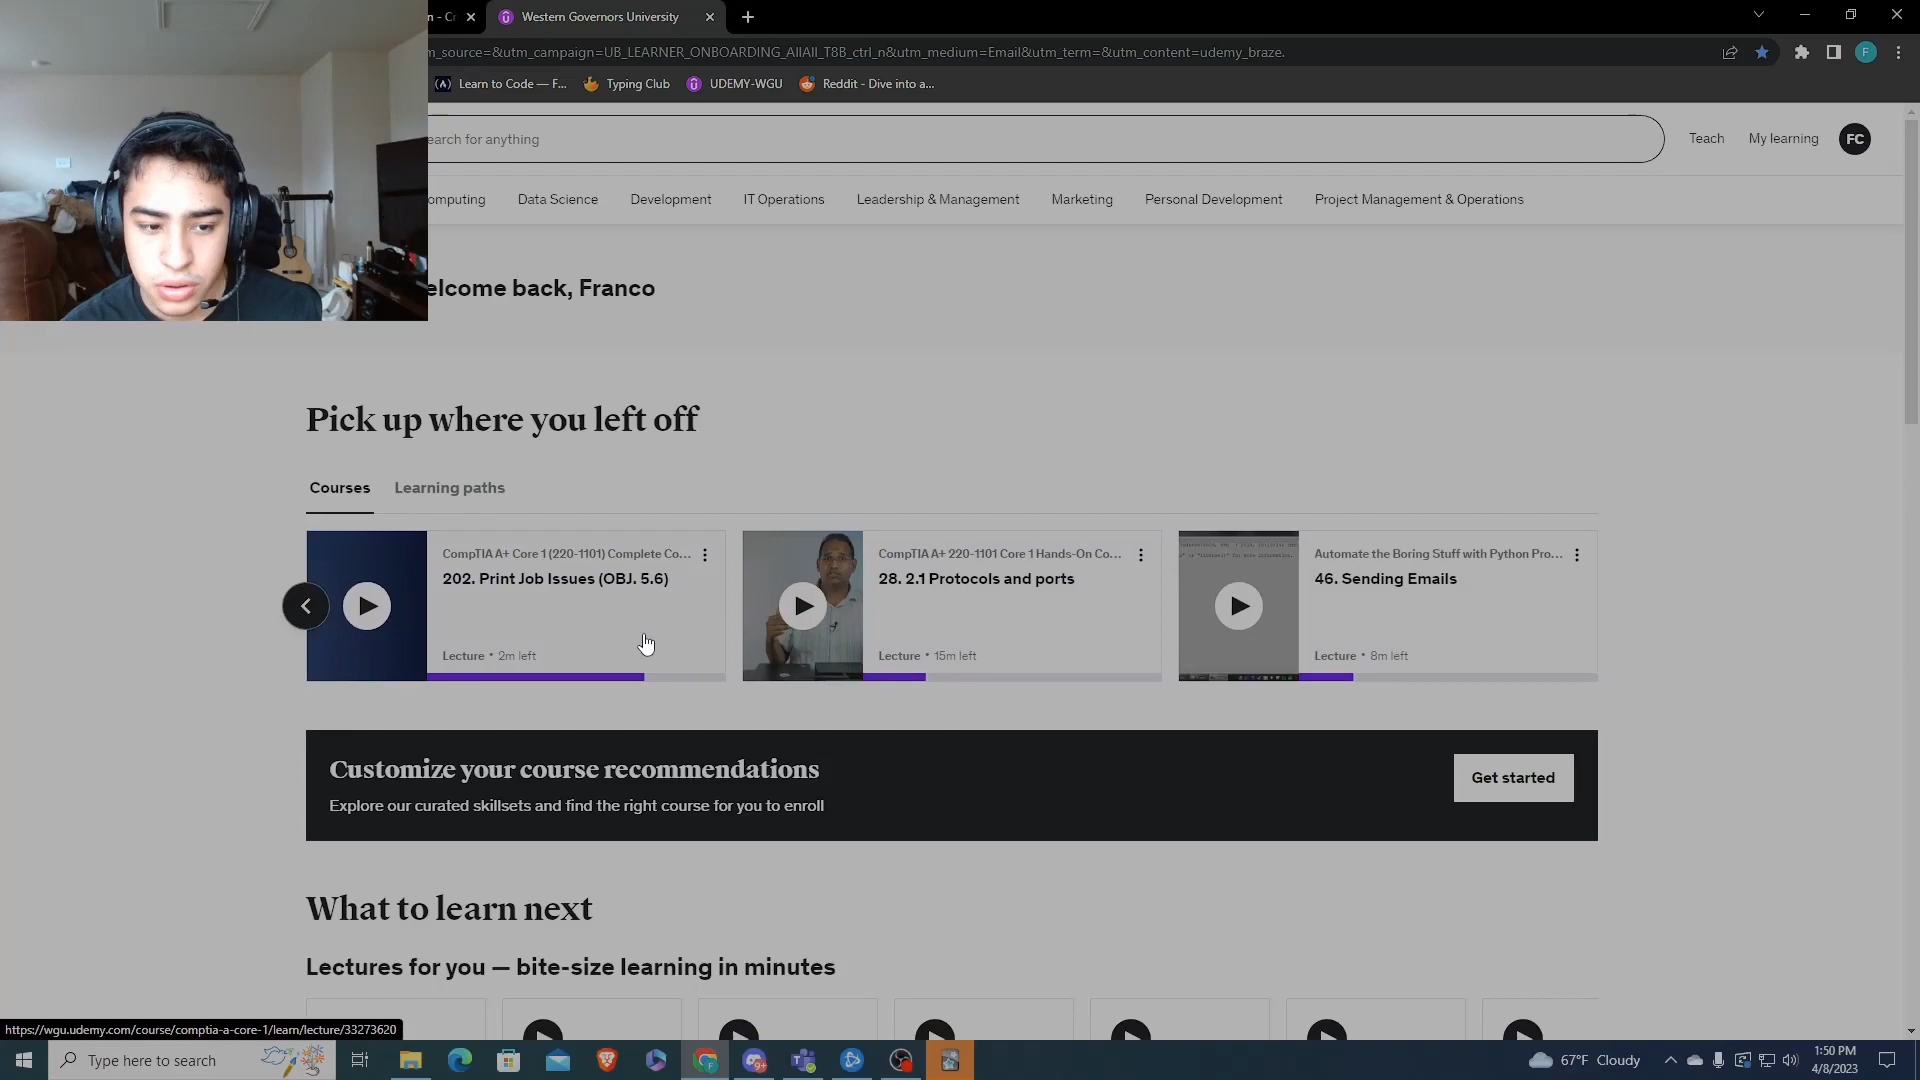 n - Cr
Western Governors University
m_source=&utm_campaign=UB_LEARNER_ONBOARDING_AllAll_T8B_ctrl_n&utm_medium=Email&utm_term=&utm_content=udemy_braze.
F
Learn to Code — F...
Typing Club
UDEMY-WGU
Reddit - Dive into a...
earch for anything
Teach
My learning
FC
omputing
Data Science
Development
IT Operations
Leadership & Management
Marketing
Personal Development
Project Management & Operations
elcome back, Franco
Pick up where you left off
Courses
Learning paths
CompTIA A+ Core 1 (220-1101) Complete Co...
202. Print Job Issues (OBJ. 5.6)
Lecture • 2m left
CompTIA A+ 220-1101 Core 1 Hands-On Co...
28. 2.1 Protocols and ports
Lecture • 15m left
Automate the Boring Stuff with Python Pro...
46. Sending Emails
Lecture • 8m left
Customize your course recommendations
Explore our curated skillsets and find the right course for you to enroll
Get started
What to learn next
Lectures for you — bite-size learning in minutes
https://wgu.udemy.com/course/comptia-a-core-1/learn/lecture/33273620
Type here to search
67°F Cloudy
1:50 PM
4/8/2023